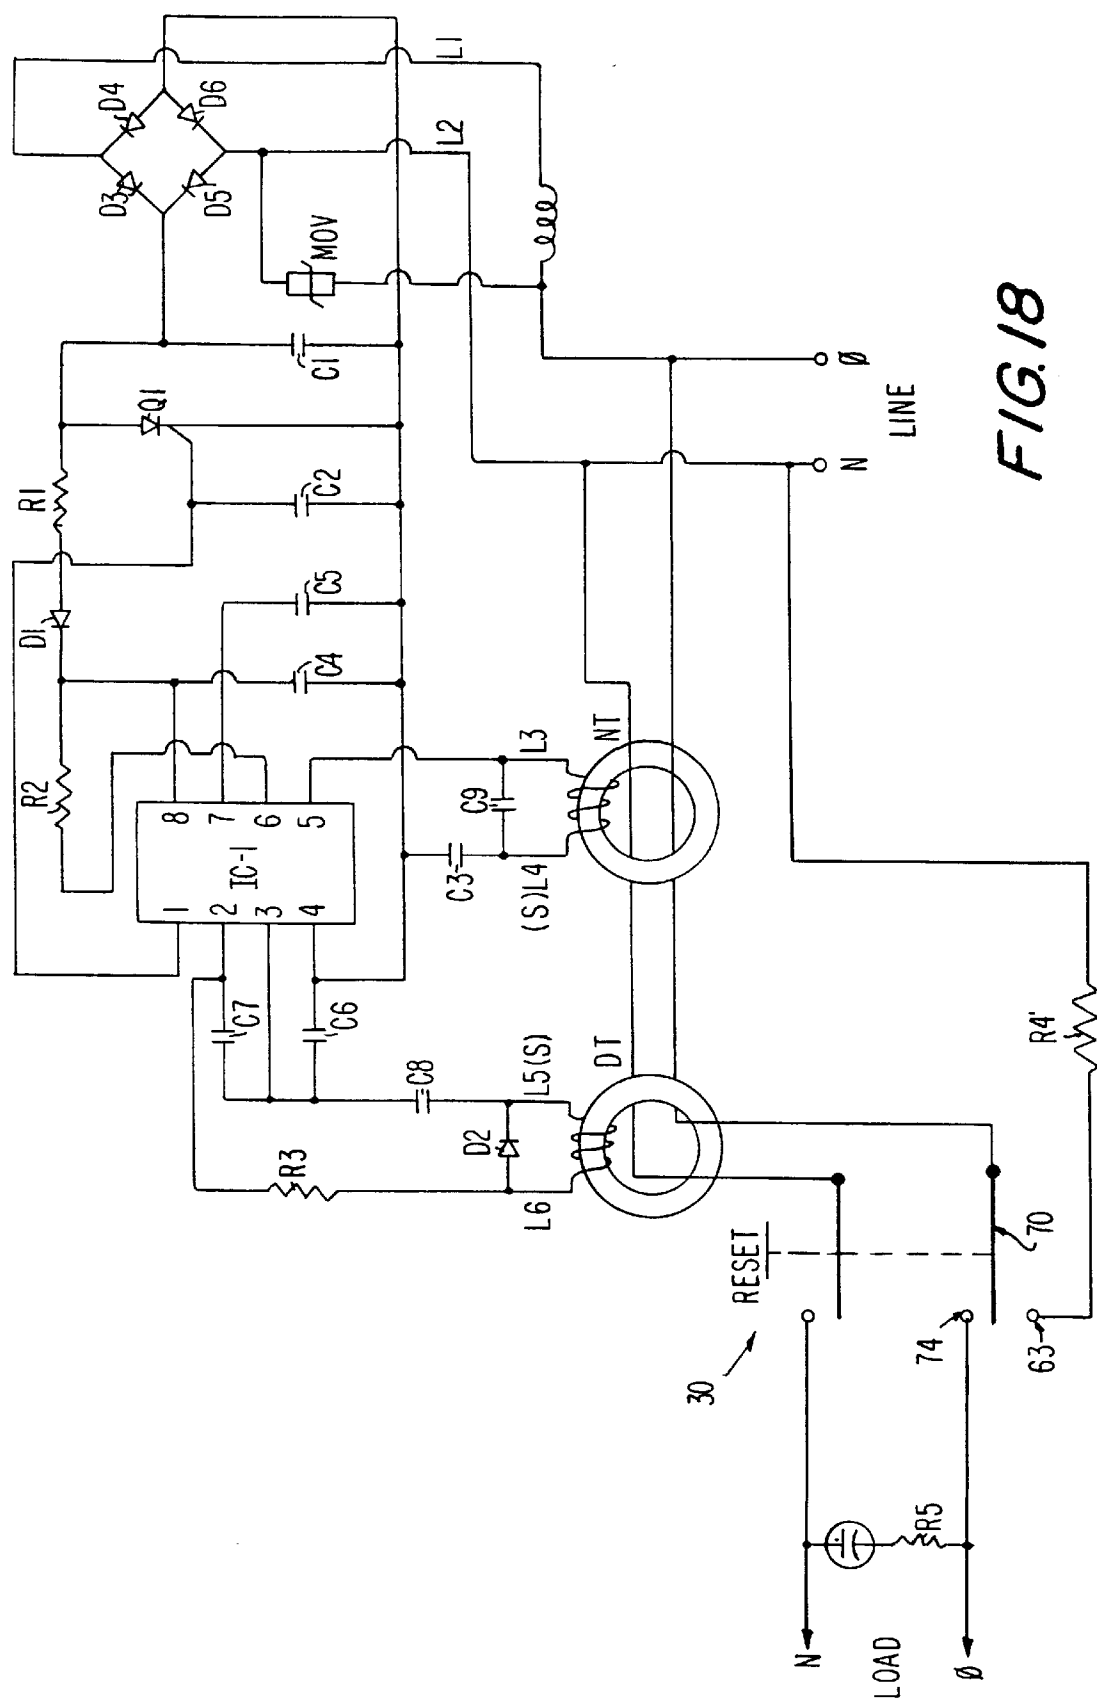 L1
L2
D4
D6
D3
D5
MOV
C1
Q1
R1
C2
D1
C5
C4
R2
IC-1
1
2
3
4
8
7
6
5
C7
C6
C3
C9
L3
(S)L4
NT
R3
C8
D2
L5(S)
L6
DT
N
Ø
LINE
R4'
RESET
30
70
74
63
R5
N
LOAD
Ø
FIG. 18